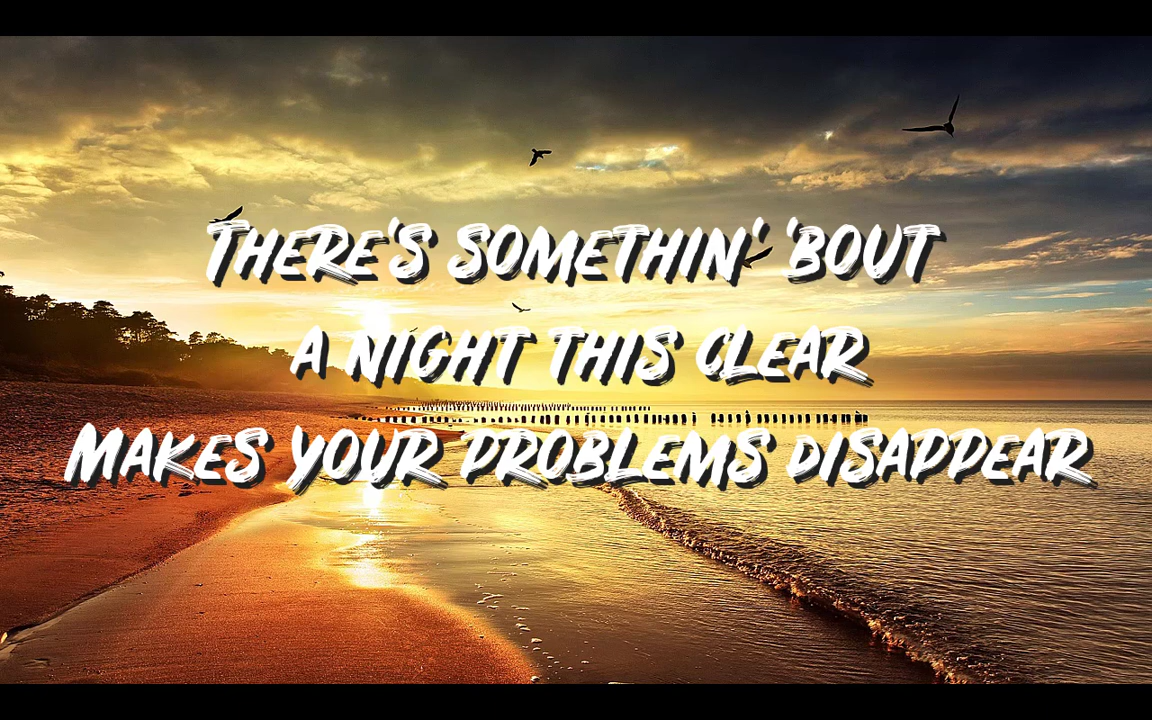 THERE'S SOMETHIN' 'BOUT
A NIGHT THIS CLEAR
MAKES YOUR PROBLEMS DISAPPEAR